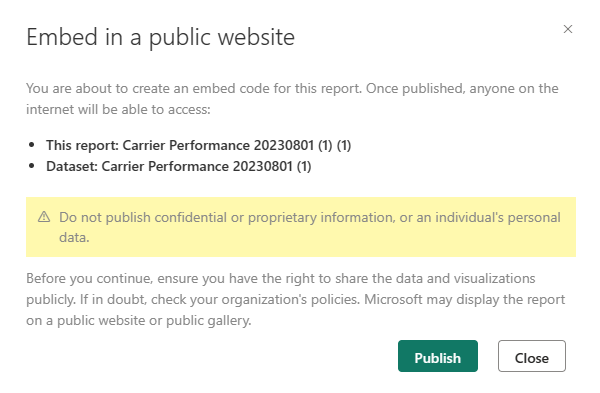 Embed in a public website
You are about to create an embed code for this report. Once published, anyone on the
internet will be able to access:
• This report: Carrier Performance 20230801 (1) (1)
• Dataset: Carrier Performance 20230801 (1)
Do not publish confidential or proprietary information, or an individual's personal
data.
Before you continue, ensure you have the right to share the data and visualizations
publicly. If in doubt, check your organization's policies. Microsoft may display the report
on a public website or public gallery.
Publish Close